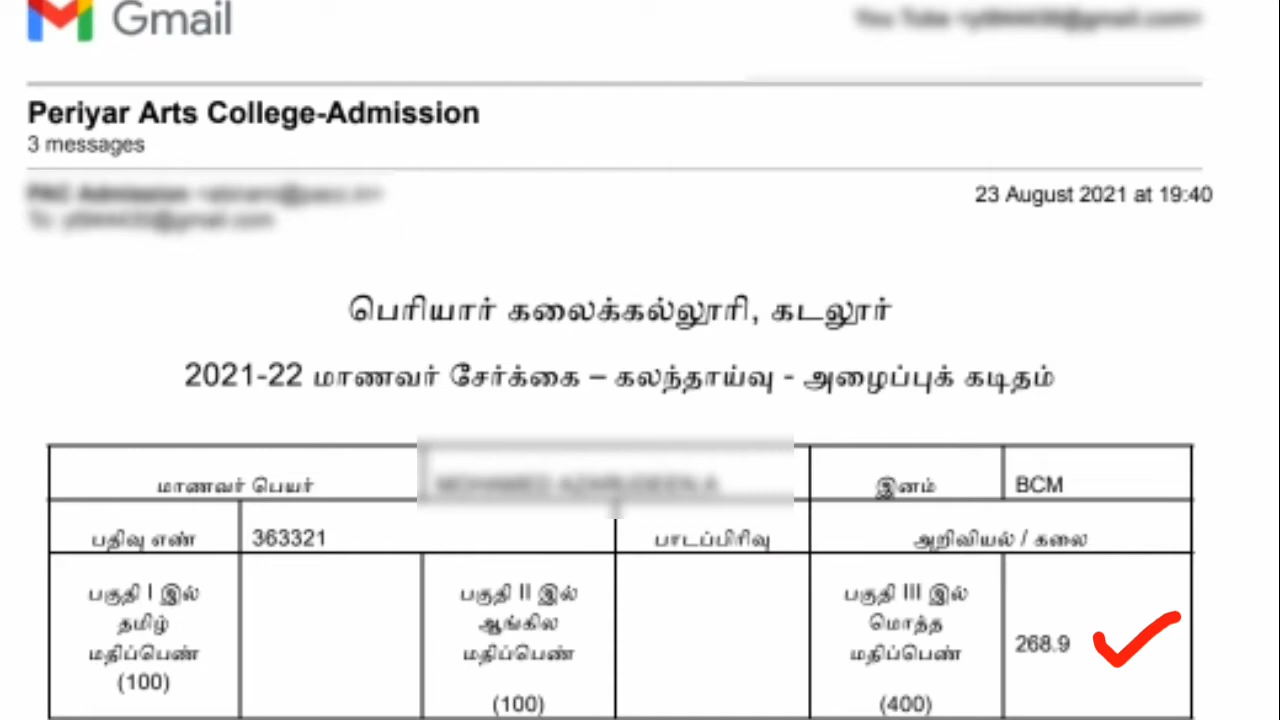 Gmail
Periyar Arts College-Admission
3 messages
23 August 2021 at 19:40
பெரியார் கலைக்கல்லூரி, கடலூர்
2021-22 மாணவர் சேர்க்கை – கலந்தாய்வு - அழைப்புக் கடிதம்
மாணவர் பெயர்
இனம்
BCM
பதிவு எண்
363321
பாடப்பிரிவு
அறிவியல் / கலை
பகுதி I இல்
தமிழ்
மதிப்பெண்
(100)
பகுதி II இல்
ஆங்கில
மதிப்பெண்
(100)
பகுதி III இல்
மொத்த
மதிப்பெண்
(400)
268.9